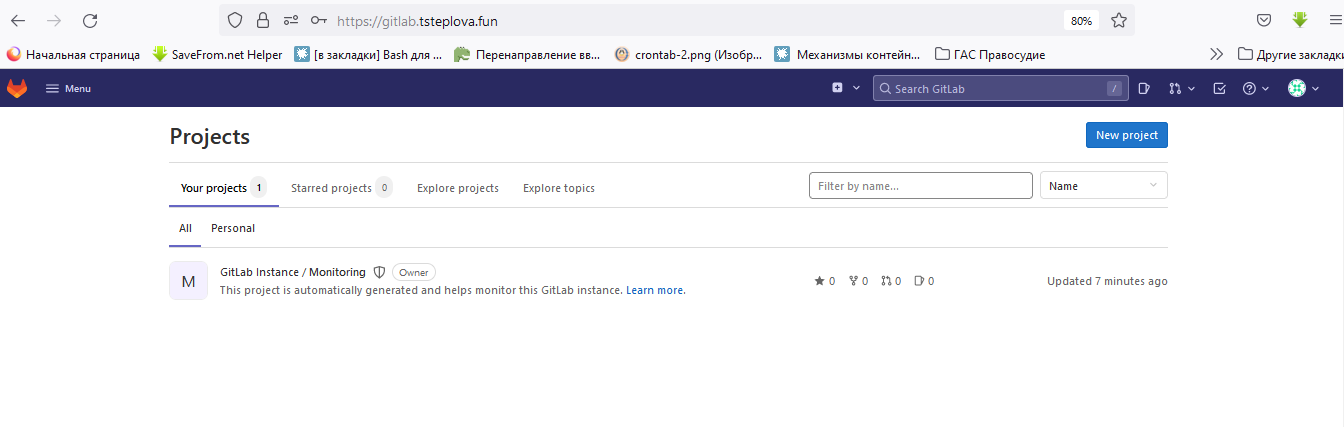 https://gitlab.tsteplova.fun 80%
Начальная страница SaveFrom.net Helper [в закладки] Bash для ... Перенаправление вв... crontab-2.png (Изобр... Механизмы контейн... ГАС Правосудие Другие закладки
Menu Search GitLab /
Projects New project
Your projects 1 Starred projects 0 Explore projects Explore topics Filter by name... Name
All Personal
M GitLab Instance / Monitoring Owner
This project is automatically generated and helps monitor this GitLab instance. Learn more. 0 0 0 0 Updated 7 minutes ago